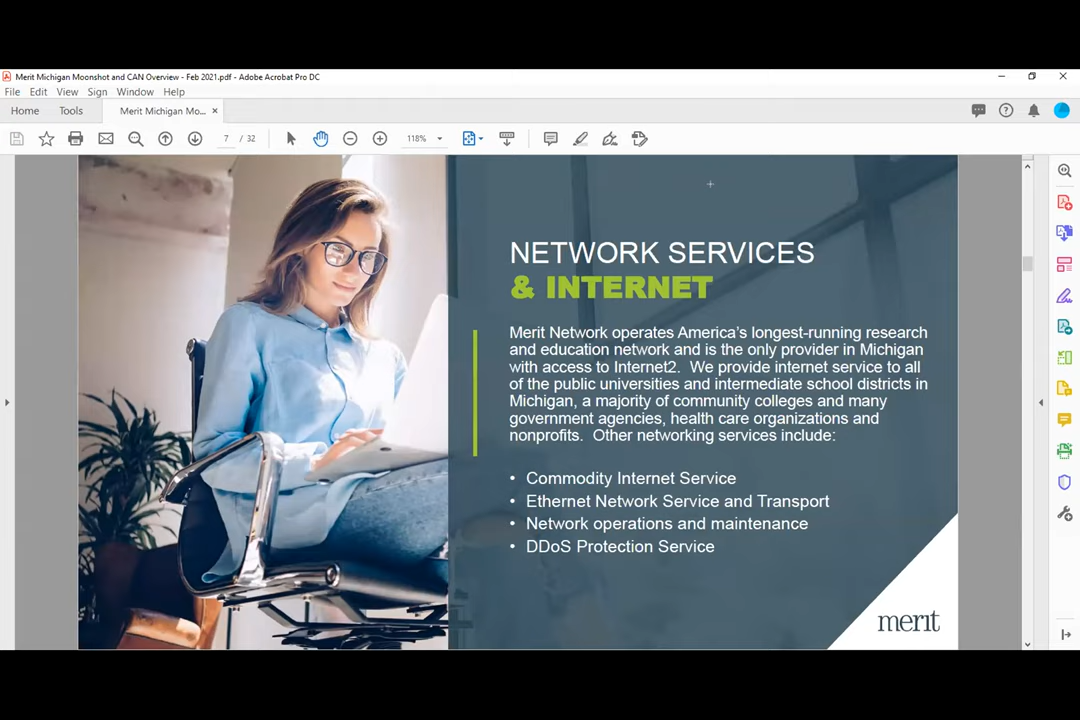 Merit Michigan Moonshot and CAN Overview - Feb 2021.pdf - Adobe Acrobat Pro DC
File Edit View Sign Window Help
Home Tools Merit Michigan Mo... ×
7 / 32 118%
NETWORK SERVICES
& INTERNET
Merit Network operates America's longest-running research
and education network and is the only provider in Michigan
with access to Internet2. We provide internet service to all
of the public universities and intermediate school districts in
Michigan, a majority of community colleges and many
government agencies, health care organizations and
nonprofits. Other networking services include:
• Commodity Internet Service
• Ethernet Network Service and Transport
• Network operations and maintenance
• DDoS Protection Service
merit